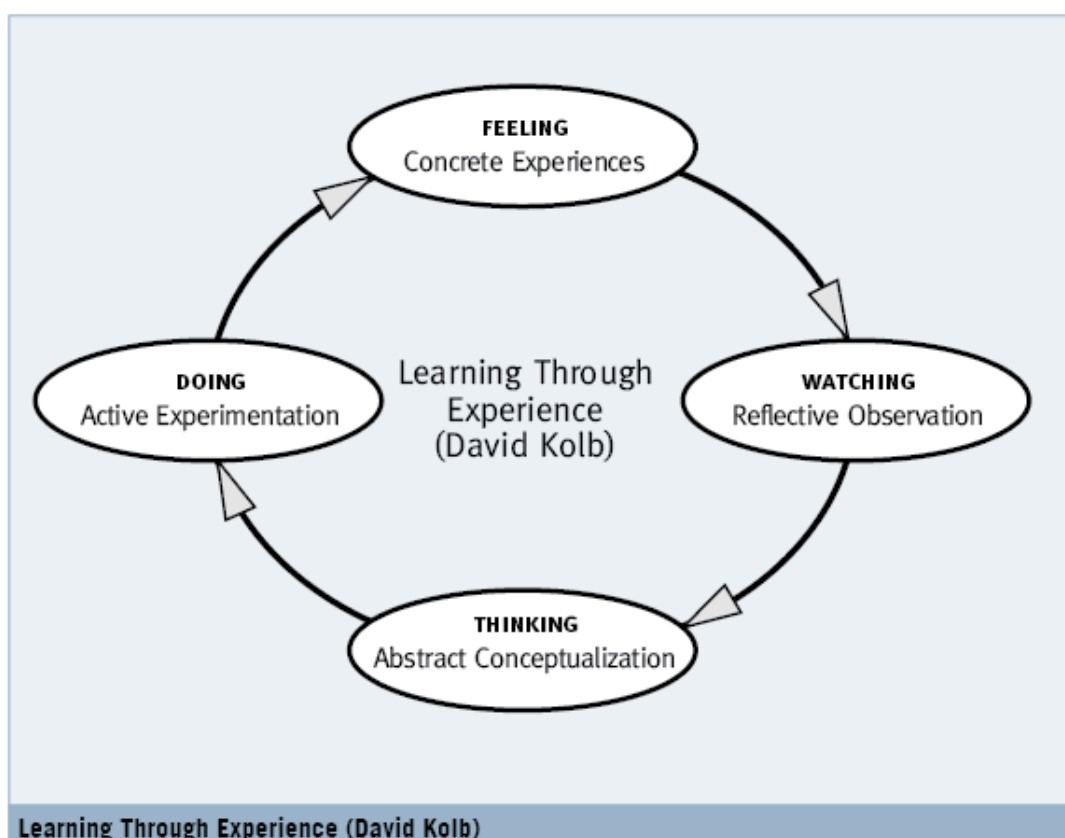 FEELING
Concrete Experiences
DOING
Active Experimentation
Learning Through
Experience
(David Kolb)
WATCHING
Reflective Observation
THINKING
Abstract Conceptualization
Learning Through Experience (David Kolb)